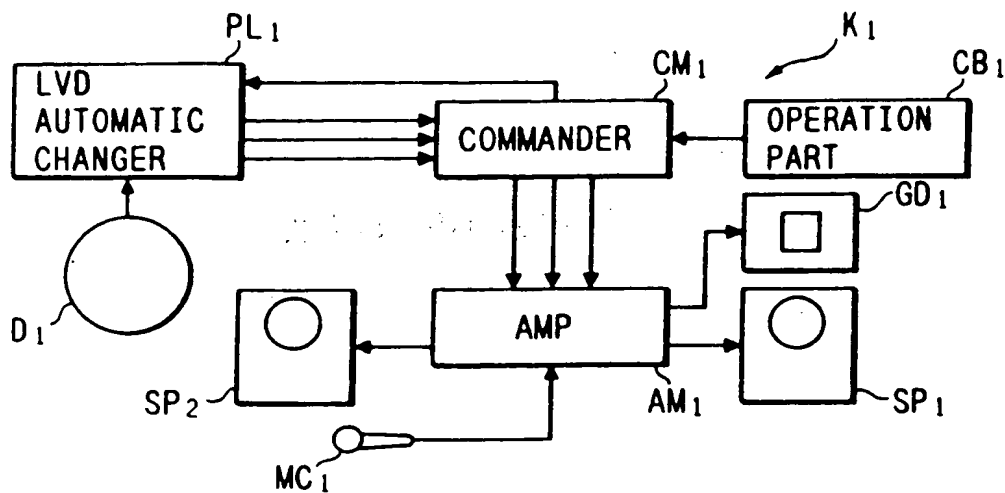 PL1
K1
LVD
AUTOMATIC
CHANGER
CM1
COMMANDER
CB1
OPERATION
PART
GD1
D1
AMP
SP2
AM1
SP1
MC1